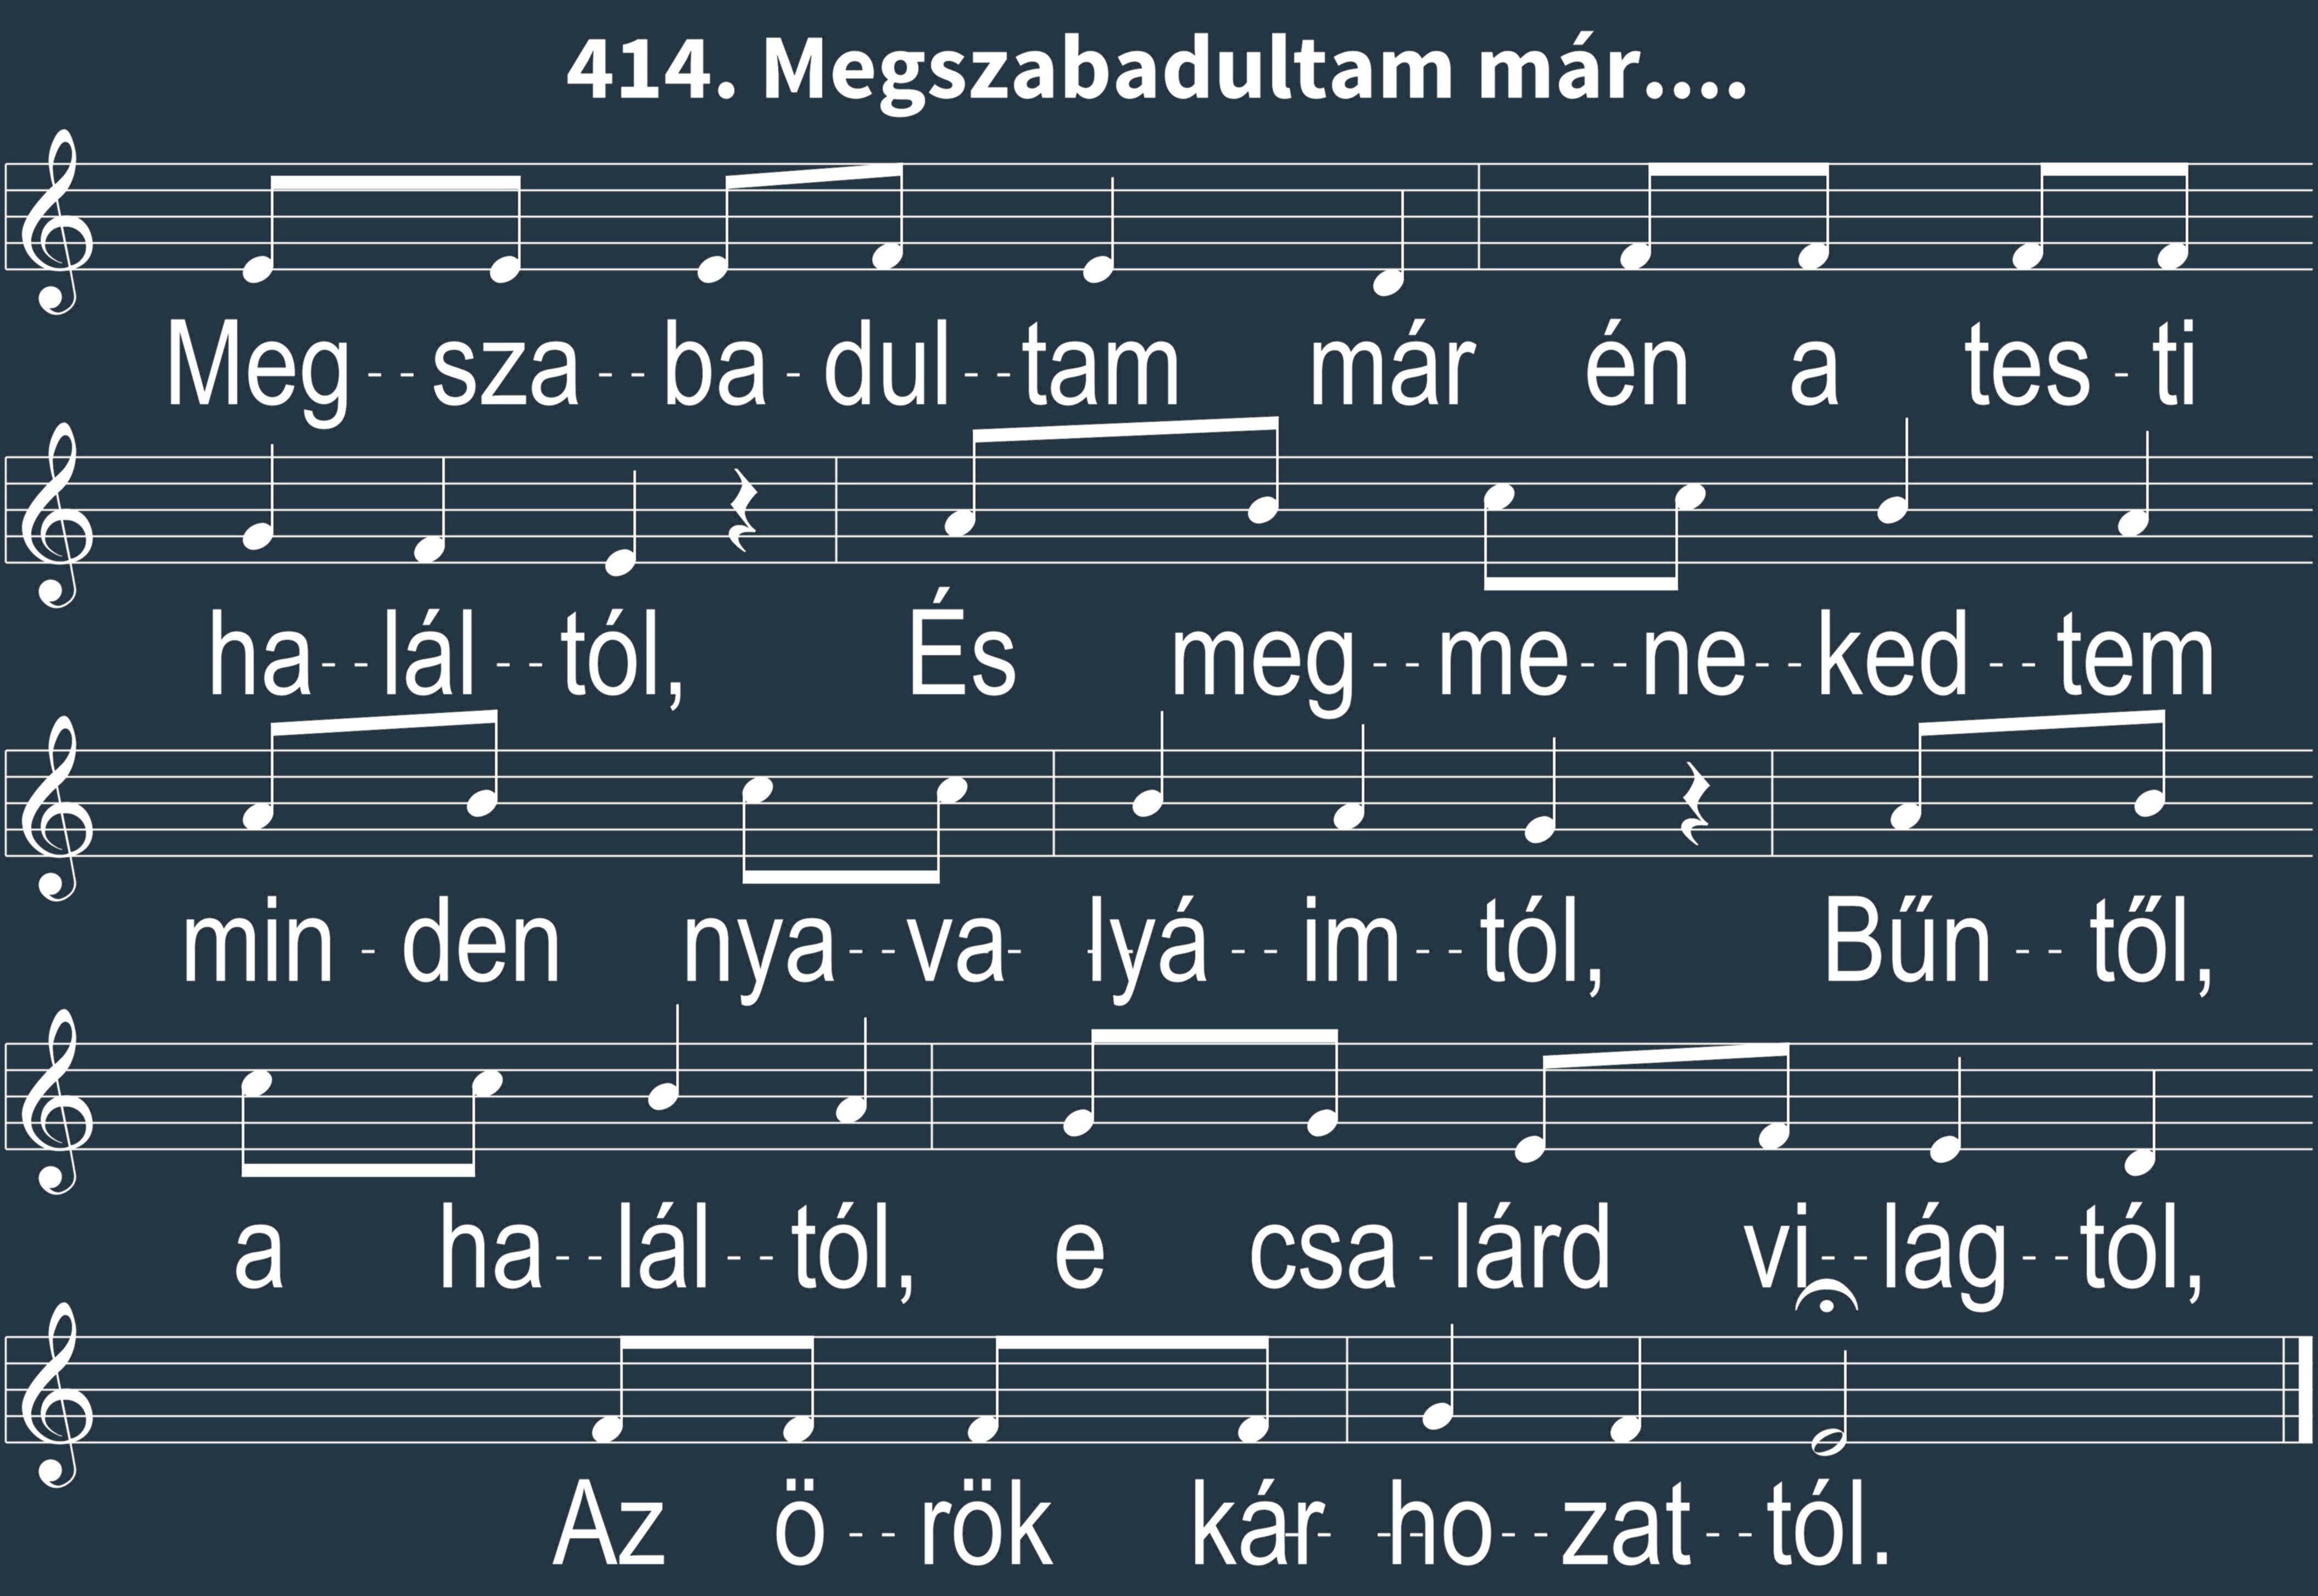 414. Megszabadultam már....
Meg--sza--ba-dul--tam már én a tes-ti
ha--lál--tól, És meg--me--ne--ked--tem
min-den nya--va- -lyá--im--tól, Bűn--től,
a ha--lál--tól, e csa-lárd vi--lág--tól,
Az ö--rök kár- --ho--zat--tól.